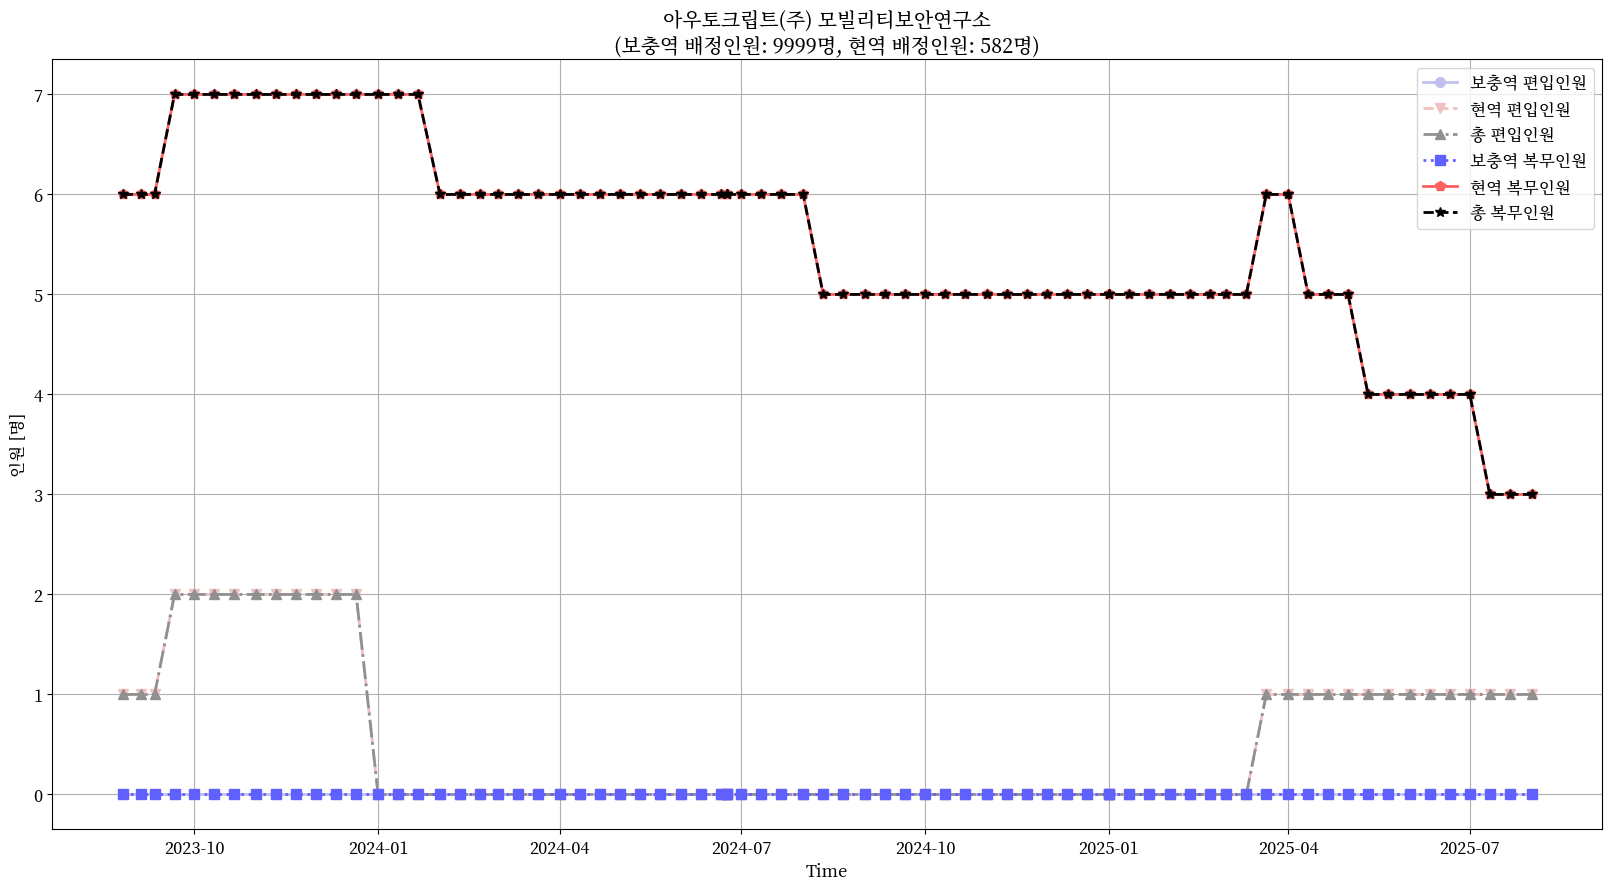 아우토크립트(주) 모빌리티보안연구소
(보충역 배정인원: 9999명, 현역 배정인원: 582명)
보충역 편입인원
현역 편입인원
총 편입인원
보충역 복무인원
현역 복무인원
총 복무인원
인원 [명]
7
6
5
4
3
2
1
0
2023-10
2024-01
2024-04
2024-07
2024-10
2025-01
2025-04
2025-07
Time